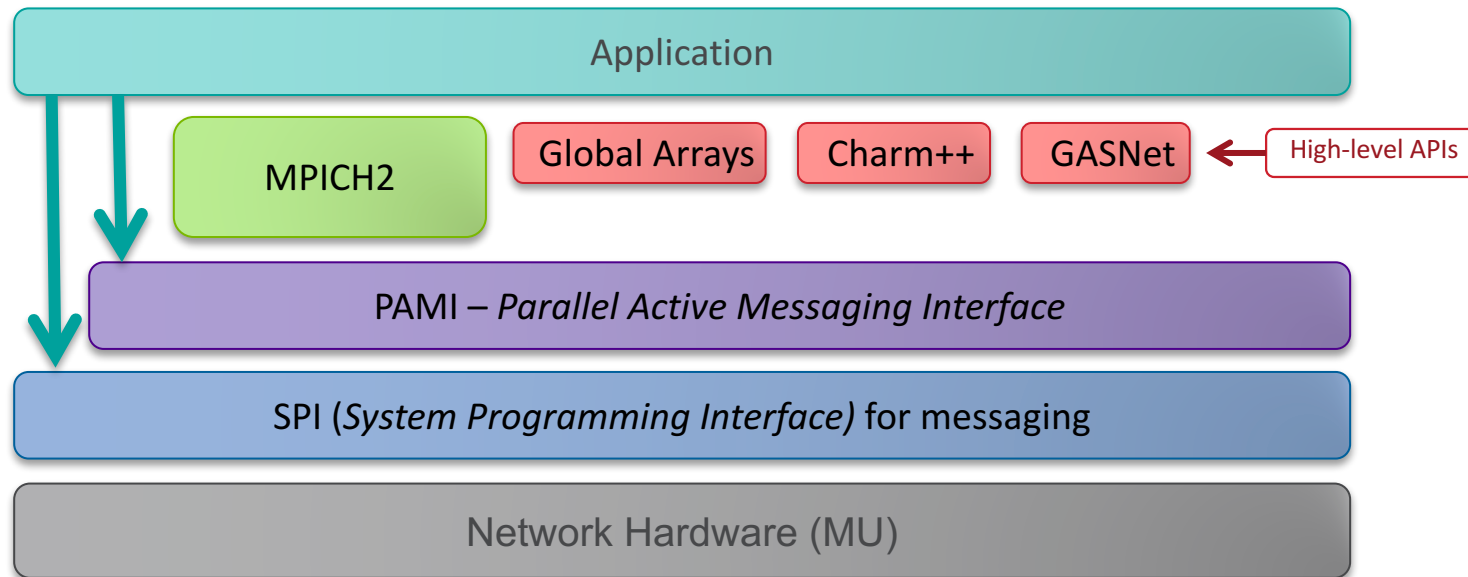 Application
MPICH2
Global Arrays
Charm++
GASNet
High-level APIs
PAMI – Parallel Active Messaging Interface
SPI (System Programming Interface) for messaging
Network Hardware (MU)